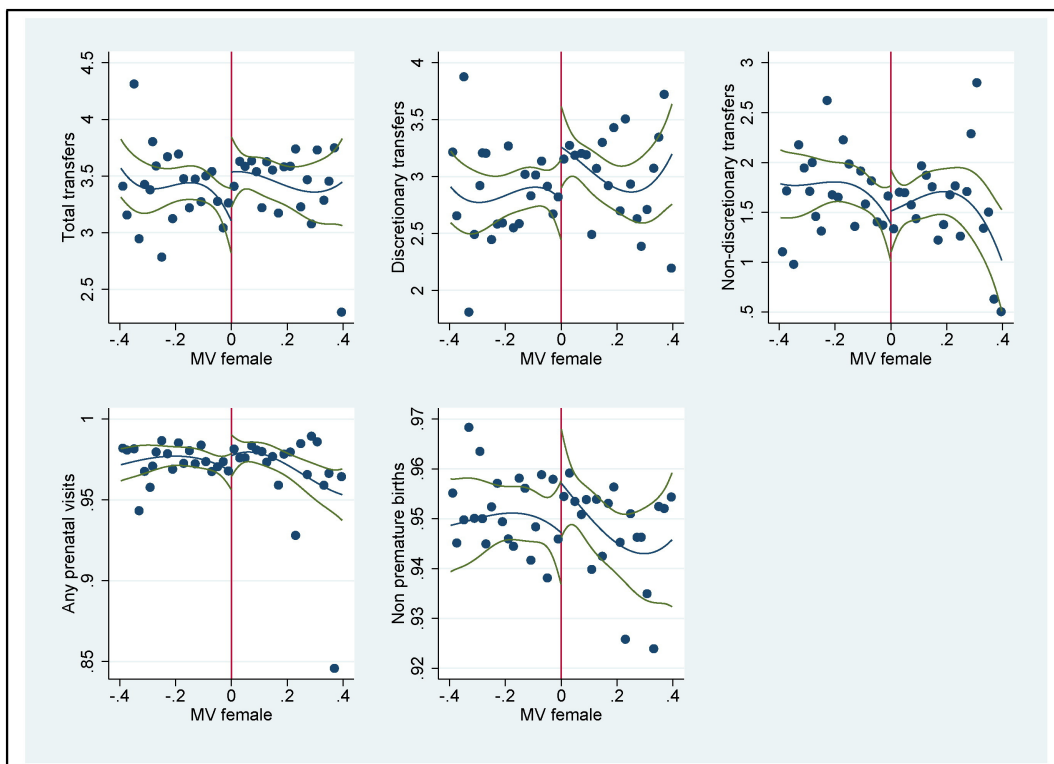 Total transfers
4.5
4
3.5
3
2.5
-.4 -.2 0 .2 .4
MV female
Discretionary transfers
4
3.5
3
2.5
2
-.4 -.2 0 .2 .4
MV female
Non-discretionary transfers
3
2.5
2
1.5
1
.5
-.4 -.2 0 .2 .4
MV female
Any prenatal visits
1
.95
.9
.85
-.4 -.2 0 .2 .4
MV female
Non premature births
.97
.96
.95
.94
.93
.92
-.4 -.2 0 .2 .4
MV female